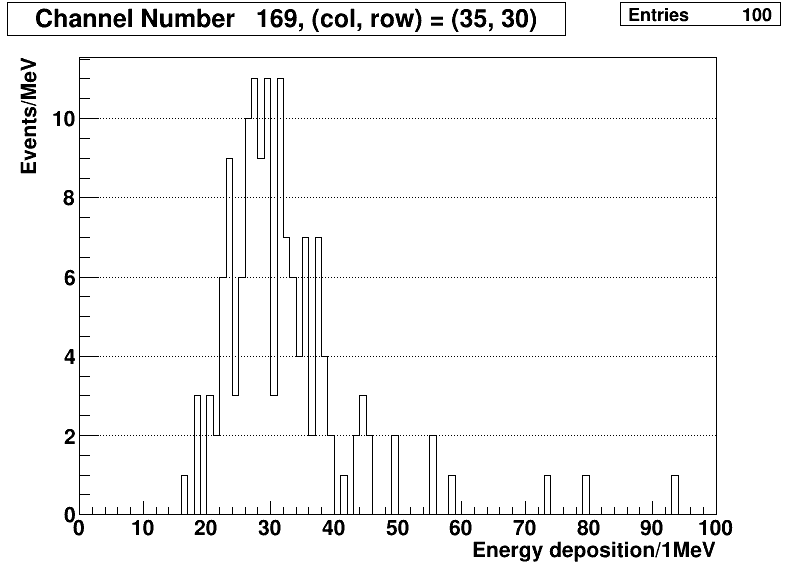 Channel Number 169, (col, row) = (35, 30)
Entries 100
Events/MeV
10
8
6
4
2
0
0 10 20 30 40 50 60 70 80 90 100
Energy deposition/1MeV